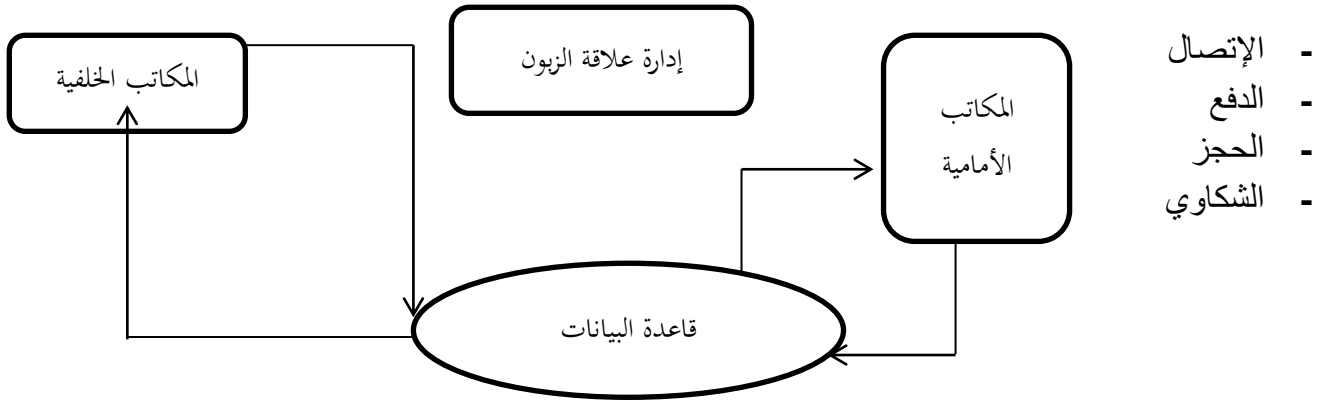 - الإتصال
- الدفع
- الحجز
- الشكاوي
المكاتب
الأمامية
إدارة علاقة الزبون
المكاتب الخلفية
قاعدة البيانات